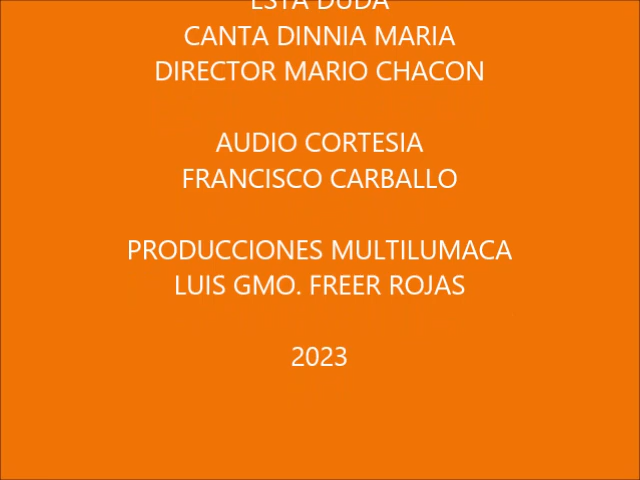 ESTA DUDA
CANTA DINNIA MARIA
DIRECTOR MARIO CHACON
AUDIO CORTESIA
FRANCISCO CARBALLO
PRODUCCIONES MULTILUMACA
LUIS GMO. FREER ROJAS
2023